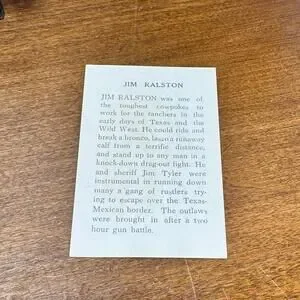 JIM RALSTON
JIM RALSTON was one of
the toughest cowpokes to
work for the ranchers in the
early days of Texas and the
Wild West. He could ride and
break a bronco, lasso a runaway
calf from a terrific distance,
and stand up to any man in a
knock-down drag-out fight. He
and sheriff Jim Tyler were
instrumental in running down
many a gang of rustlers try-
ing to escape over the Texas-
Mexican border. The outlaws
were brought in after a two
hour gun battle.